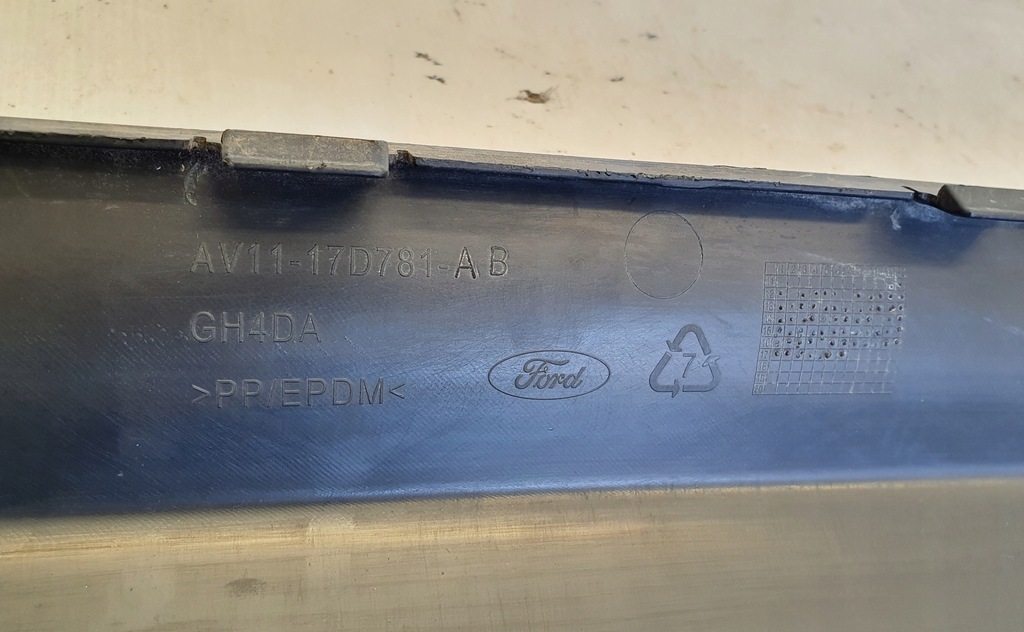 AV11-17D781-AB
GH4DA
>PP/EPDM<
Ford
7